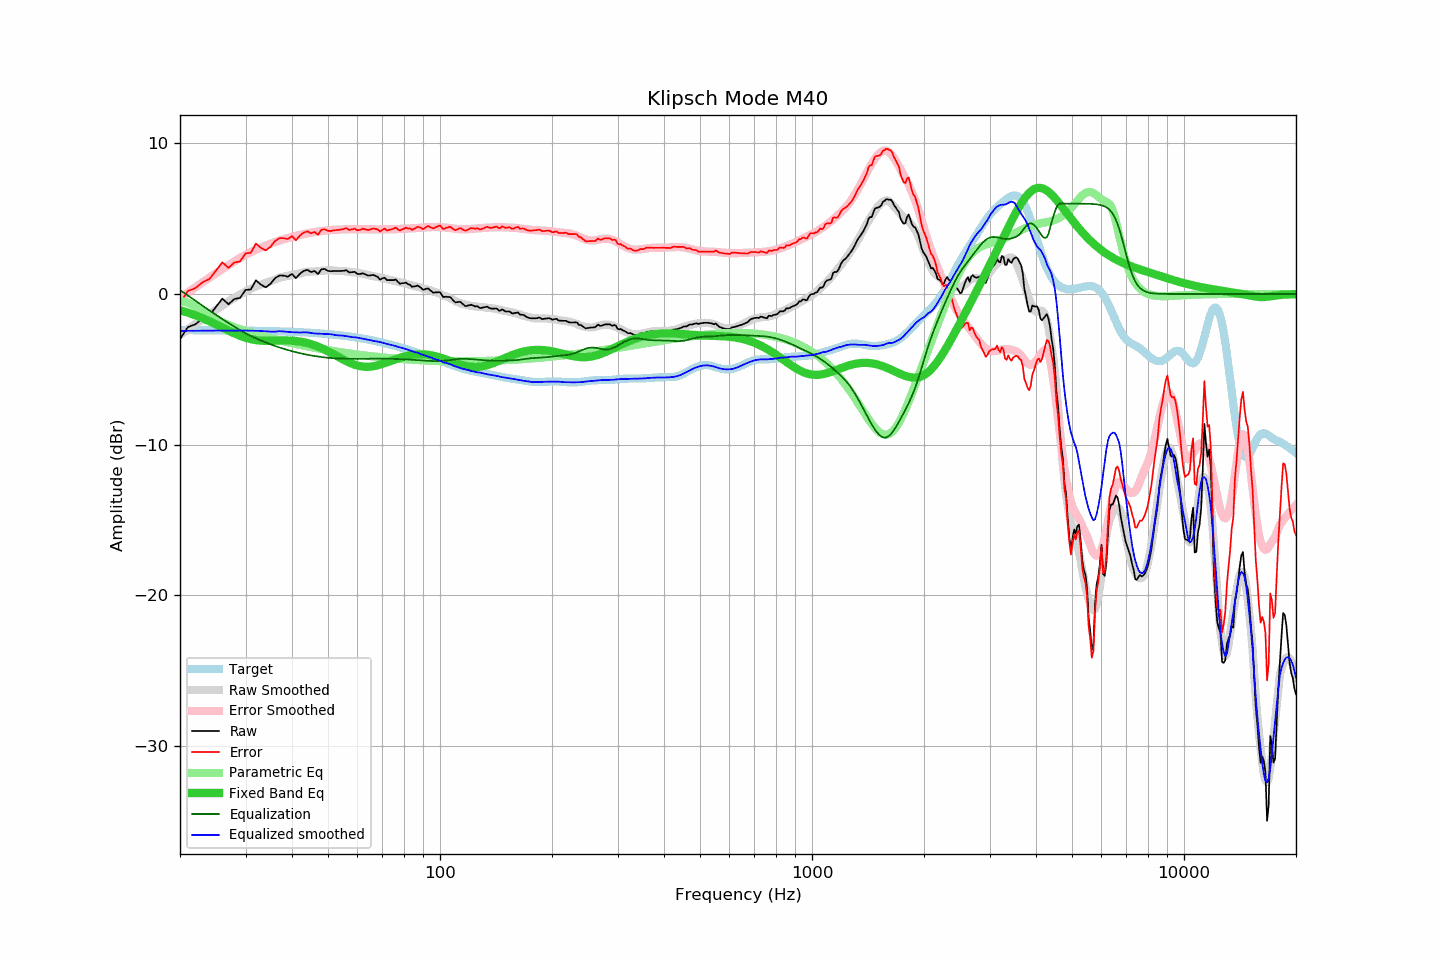 Klipsch Mode M40
10
0
−10
−20
−30
Amplitude (dBr)
Target
Raw Smoothed
Error Smoothed
Raw
Error
Parametric Eq
Fixed Band Eq
Equalization
Equalized smoothed
100
1000
10000
Frequency (Hz)